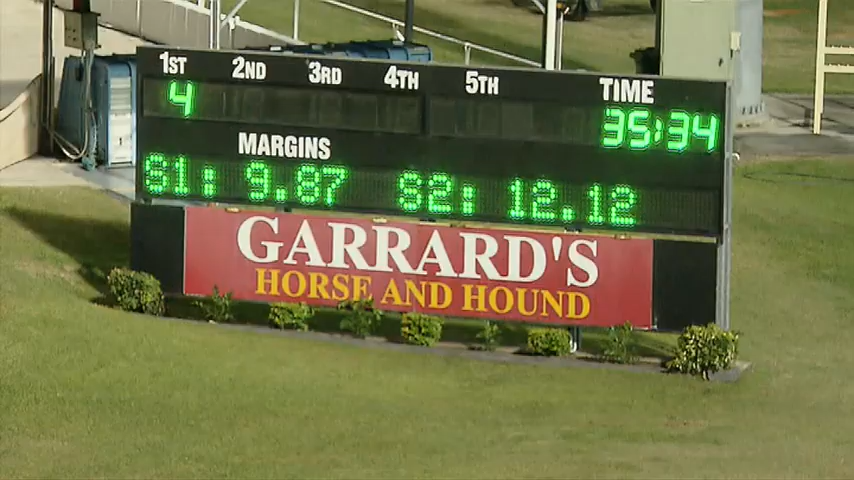 1ST 2ND 3RD 4TH 5TH TIME
4 35:34
MARGINS
S1: 9.87 S2: 12.12
GARRARD'S
HORSE AND HOUND